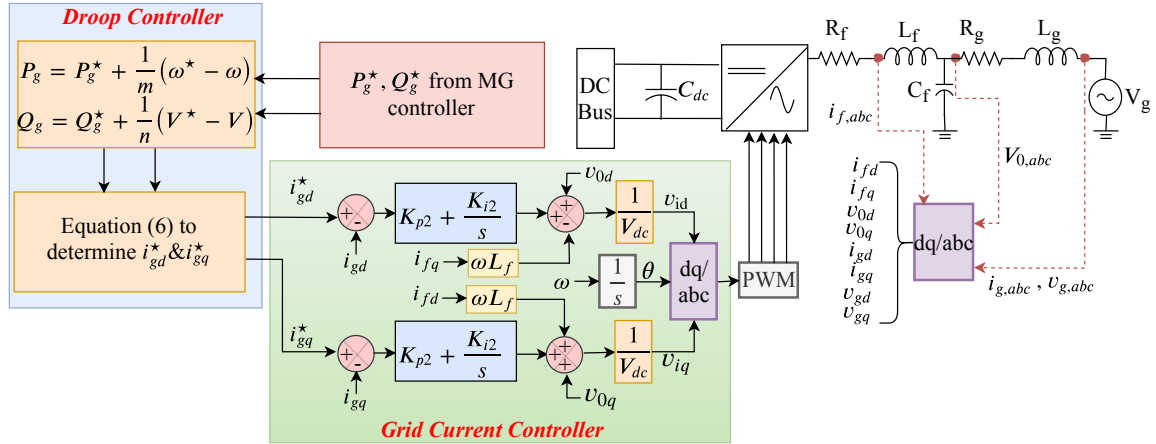 Droop Controller
P_g = P_g^⋆ + 1/m (ω^⋆ − ω)
Q_g = Q_g^⋆ + 1/n (V^⋆ − V)
P_g^⋆, Q_g^⋆ from MG
controller
Equation (6) to
determine i_gd^⋆ & i_gq^⋆
DC
Bus
C_dc
R_f
L_f
R_g
L_g
C_f
V_g
i_f,abc
V_0,abc
i_fd
i_fq
v_0d
v_0q
i_gd
i_gq
v_gd
v_gq
dq/abc
i_g,abc , v_g,abc
i_gd^⋆
+
-
i_gd
K_p2 + K_i2/s
v_0d
+
+
-
1/V_dc
v_id
i_fq
ωL_f
ω
1/s
θ
dq/
abc
PWM
i_fd
ωL_f
i_gq^⋆
+
-
i_gq
K_p2 + K_i2/s
+
+
+
1/V_dc
v_iq
v_0q
Grid Current Controller